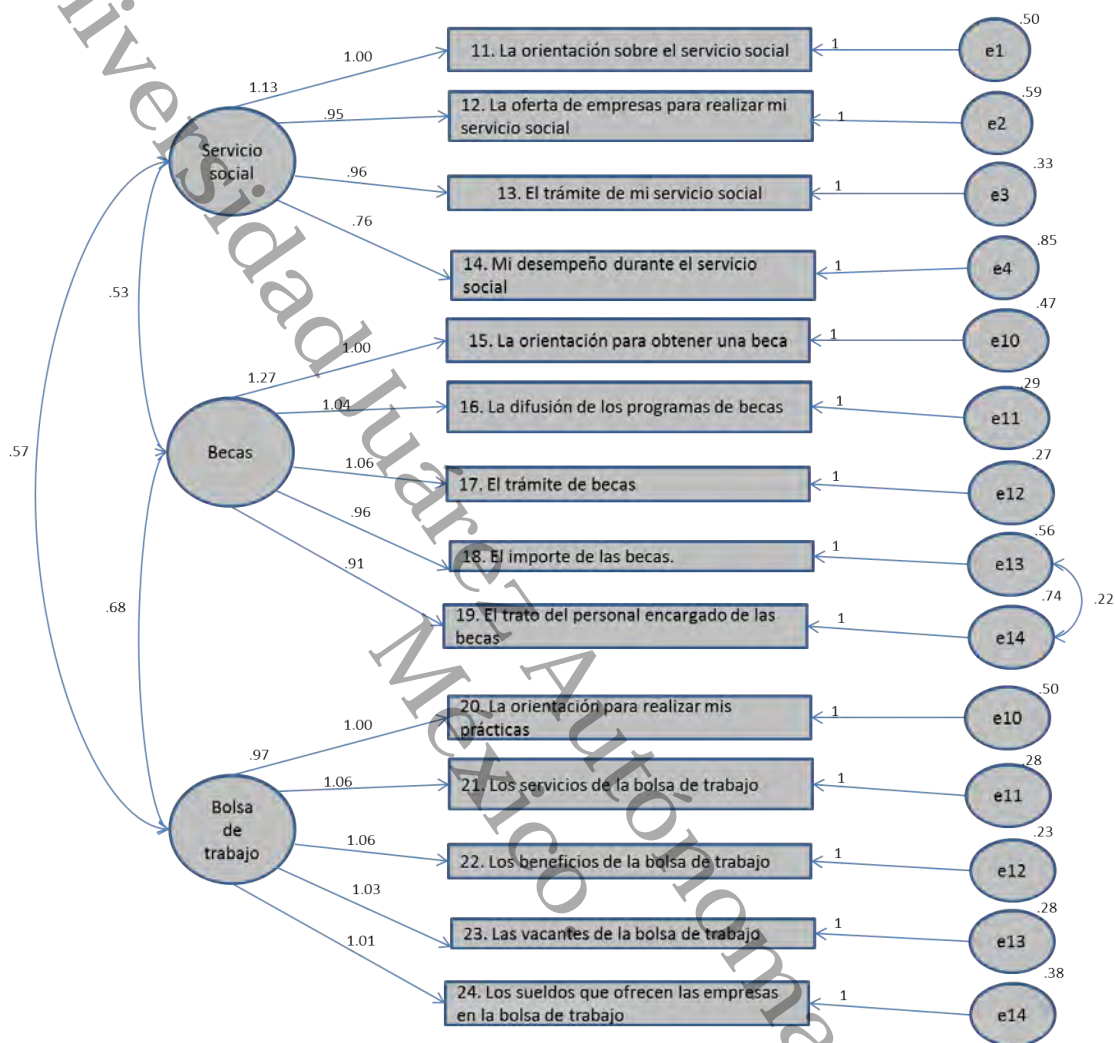 .50
11. La orientación sobre el servicio social
1
e1
1.00
1.13
.59
12. La oferta de empresas para realizar mi
servicio social
1
e2
.95
Servicio
social
.33
13. El trámite de mi servicio social
1
e3
.96
.76
.85
14. Mi desempeño durante el servicio
social
1
e4
.53
.47
15. La orientación para obtener una beca
1
e10
1.00
1.27
.29
16. La difusión de los programas de becas
1
e11
1.04
.57
Becas
1.06
.27
17. El trámite de becas
1
e12
.96
.56
18. El importe de las becas.
1
e13
.91
.74
.22
.68
19. El trato del personal encargado de las
becas
1
e14
.50
20. La orientación para realizar mis
prácticas
1
e10
1.00
.97
.28
21. Los servicios de la bolsa de trabajo
1
e11
1.06
Bolsa
de
trabajo
1.06
.23
22. Los beneficios de la bolsa de trabajo
1
e12
1.03
.28
23. Las vacantes de la bolsa de trabajo
1
e13
1.01
.38
24. Los sueldos que ofrecen las empresas
en la bolsa de trabajo
1
e14
niversidad Juárez Autónoma
México.